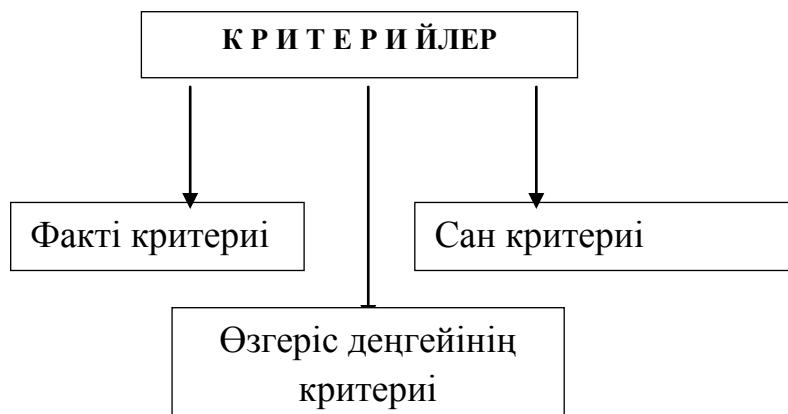 К Р И Т Е Р И ЙЛЕР
Факті критериі
Сан критериі
Өзгеріс деңгейінің
критериі